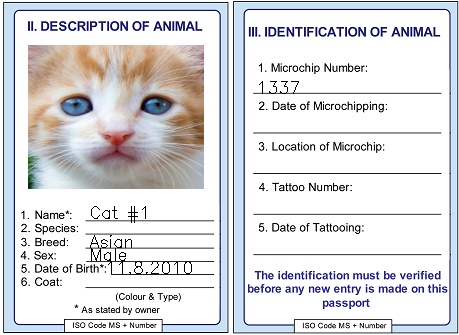 II. DESCRIPTION OF ANIMAL
1. Name*: Cat #1
2. Species:
3. Breed: Asian
4. Sex: Male
5. Date of Birth*: 11.8.2010
6. Coat:
(Colour & Type)
* As stated by owner
ISO Code MS + Number
III. IDENTIFICATION OF ANIMAL
1. Microchip Number:
1337
2. Date of Microchipping:
3. Location of Microchip:
4. Tattoo Number:
5. Date of Tattooing:
The identification must be verified
before any new entry is made on this
passport
ISO Code MS + Number